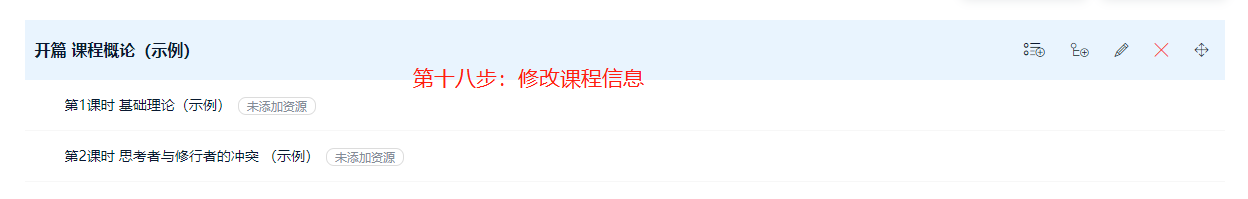 开篇 课程概论（示例）
第十八步：修改课程信息
第1课时 基础理论（示例） 未添加资源
第2课时 思考者与修行者的冲突 （示例） 未添加资源